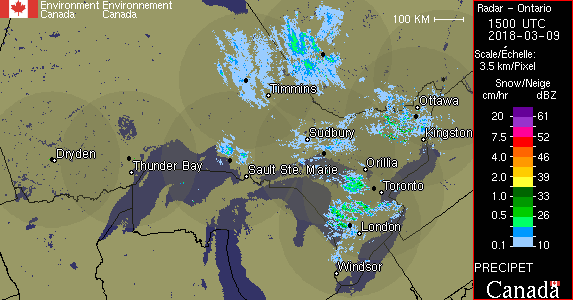 Environment Environnement
Canada Canada
100 KM
Timmins
Ottawa
Kingston
Sudbury
Dryden
Thunder Bay
Sault Ste. Marie
Orillia
Toronto
London
Windsor
Radar - Ontario
1500 UTC
2018-03-09
Scale/Échelle:
3.5 km/Pixel
Snow/Neige
cm/hr dBZ
20 61
7.5 52
4.0 46
2.0 39
1.0 33
0.5 26
0.1 10
PRECIPET
Canada